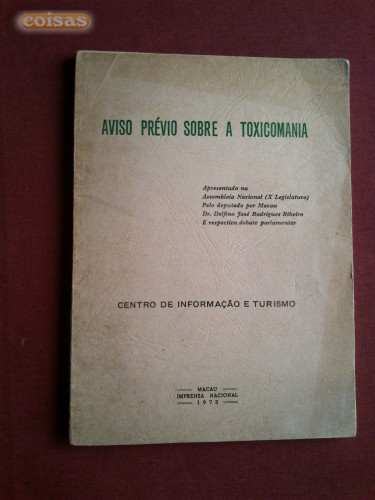 coisas
AVISO PRÉVIO SOBRE A TOXICOMANIA
Apresentado na
Assembleia Nacional (X Legislatura)
Pelo deputado por Macau
Dr. Delfino José Rodrigues Ribeiro
E respectivo debate parlamentar
CENTRO DE INFORMAÇÃO E TURISMO
MACAU
IMPRENSA NACIONAL
1973